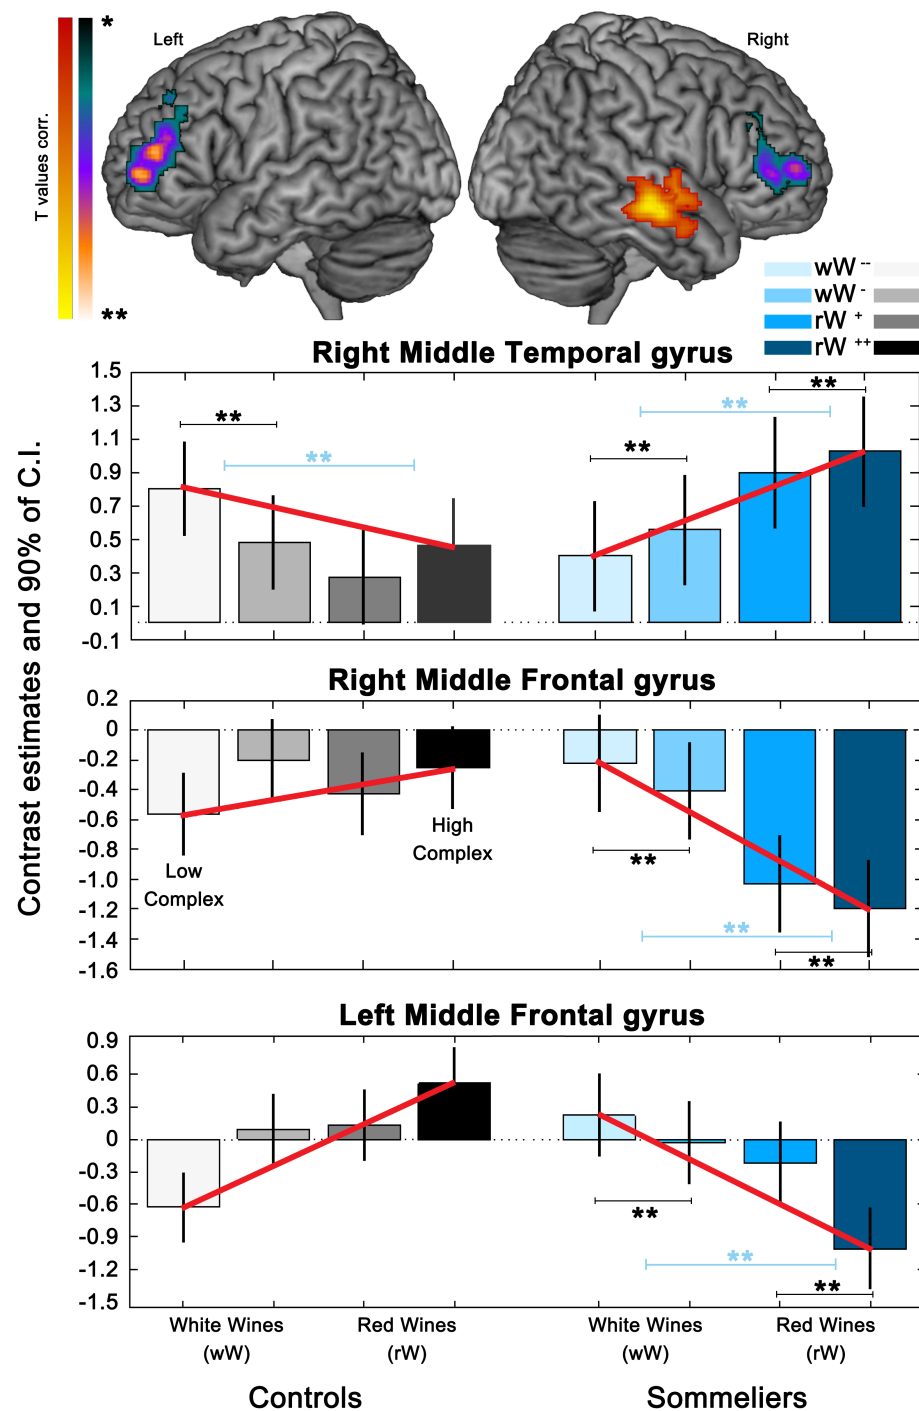 *
Left
Right
T values corr.
**
wW --
wW -
rW +
rW ++
Right Middle Temporal gyrus
Contrast estimates and 90% of C.I.
1.5
1.3
1.1
0.9
0.7
0.5
0.3
0.1
-0.1
**
**
**
**
**
Right Middle Frontal gyrus
0.2
0
-0.2
-0.4
-0.6
-0.8
-1.0
-1.2
-1.4
-1.6
Low
Complex
High
Complex
**
**
**
Left Middle Frontal gyrus
0.9
0.6
0.3
0
-0.3
-0.6
-0.9
-1.2
-1.5
**
**
**
White Wines
(wW)
Red Wines
(rW)
White Wines
(wW)
Red Wines
(rW)
Controls
Sommeliers